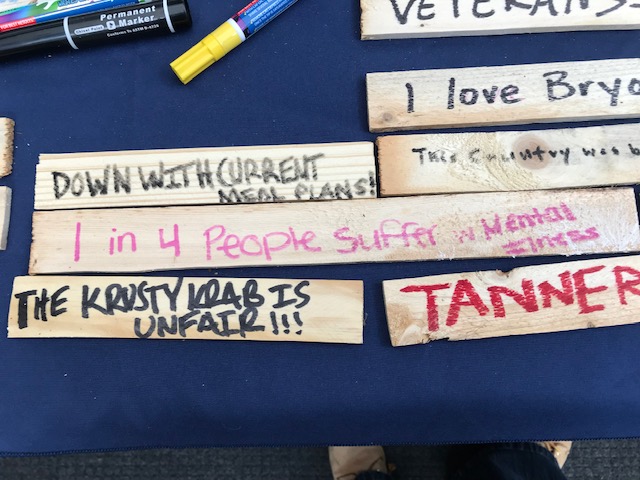 Permanent
Marker
VETERANS
I love Bryo
This Country was b
DOWN WITH CURRENT
MEAL PLANS!
1 in 4 People Suffer w Mental
illness
THE KRUSTY KRAB IS
UNFAIR!!!
TANNER